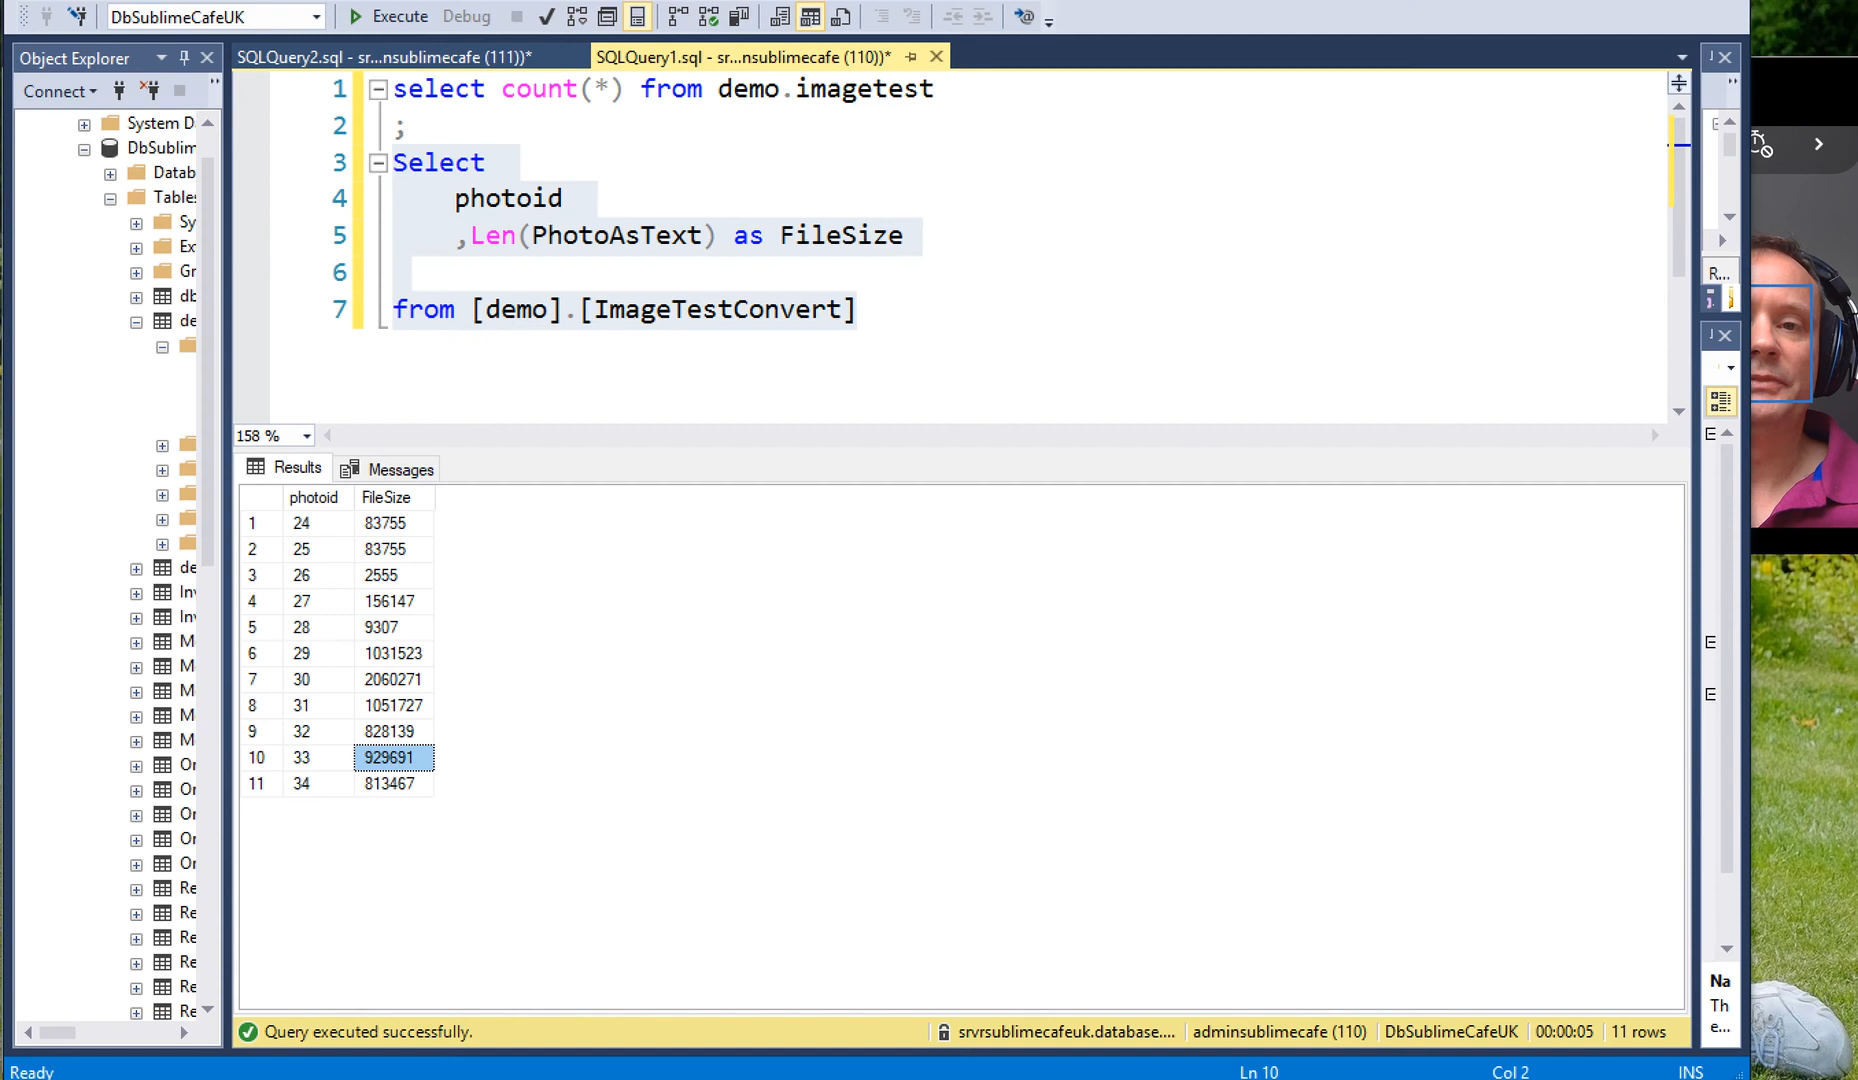 DbSublimeCafeUK
Execute
Debug
Object Explorer
SQLQuery2.sql - sr...nsublimecafe (111))*
SQLQuery1.sql - sr...nsublimecafe (110))*
Connect
System D
DbSublim
Datab
Tables
Sy
Ex
Gr
db
de
de
In
In
M
M
M
M
M
Or
Or
Or
Or
Or
Re
Re
Re
Re
Re
Re
1 select count(*) from demo.imagetest
2 ;
3 Select
4 photoid
5 ,Len(PhotoAsText) as FileSize
6
7 from [demo].[ImageTestConvert]
158 %
Results
Messages
photoid FileSize
1 24 83755
2 25 83755
3 26 2555
4 27 156147
5 28 9307
6 29 1031523
7 30 2060271
8 31 1051727
9 32 828139
10 33 929691
11 34 813467
R...
Na
Th
e...
Query executed successfully.
srvrsublimecafeuk.database....
adminsublimecafe (110)
DbSublimeCafeUK
00:00:05
11 rows
Ready
Ln 10
Col 2
INS